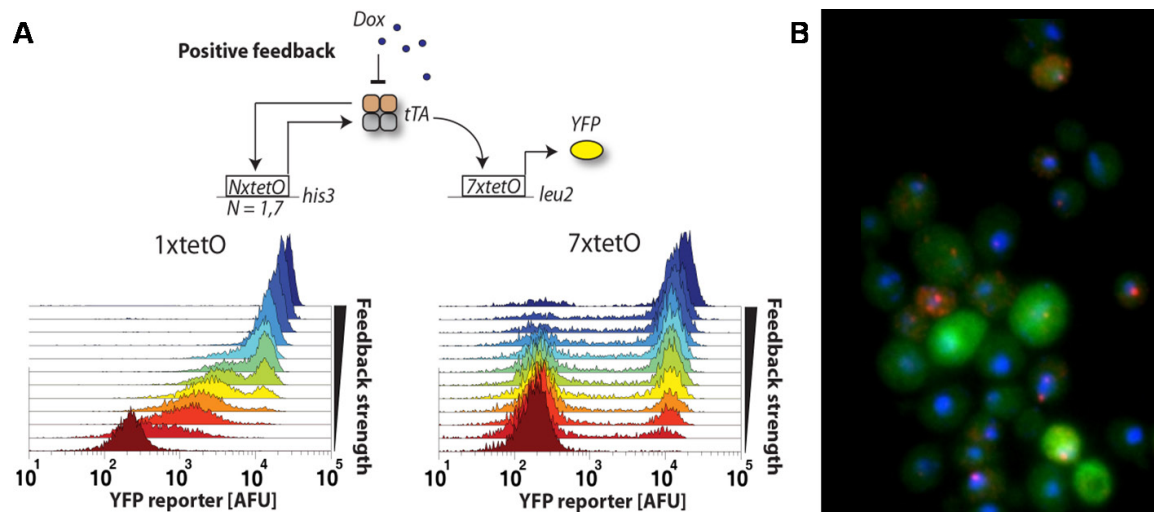 A
B
Dox
Positive feedback
tTA
YFP
NxtetO
his3
N = 1,7
7xtetO
leu2
1xtetO
7xtetO
Feedback strength
Feedback strength
10¹ 10² 10³ 10⁴ 10⁵
10¹ 10² 10³ 10⁴ 10⁵
YFP reporter [AFU]
YFP reporter [AFU]